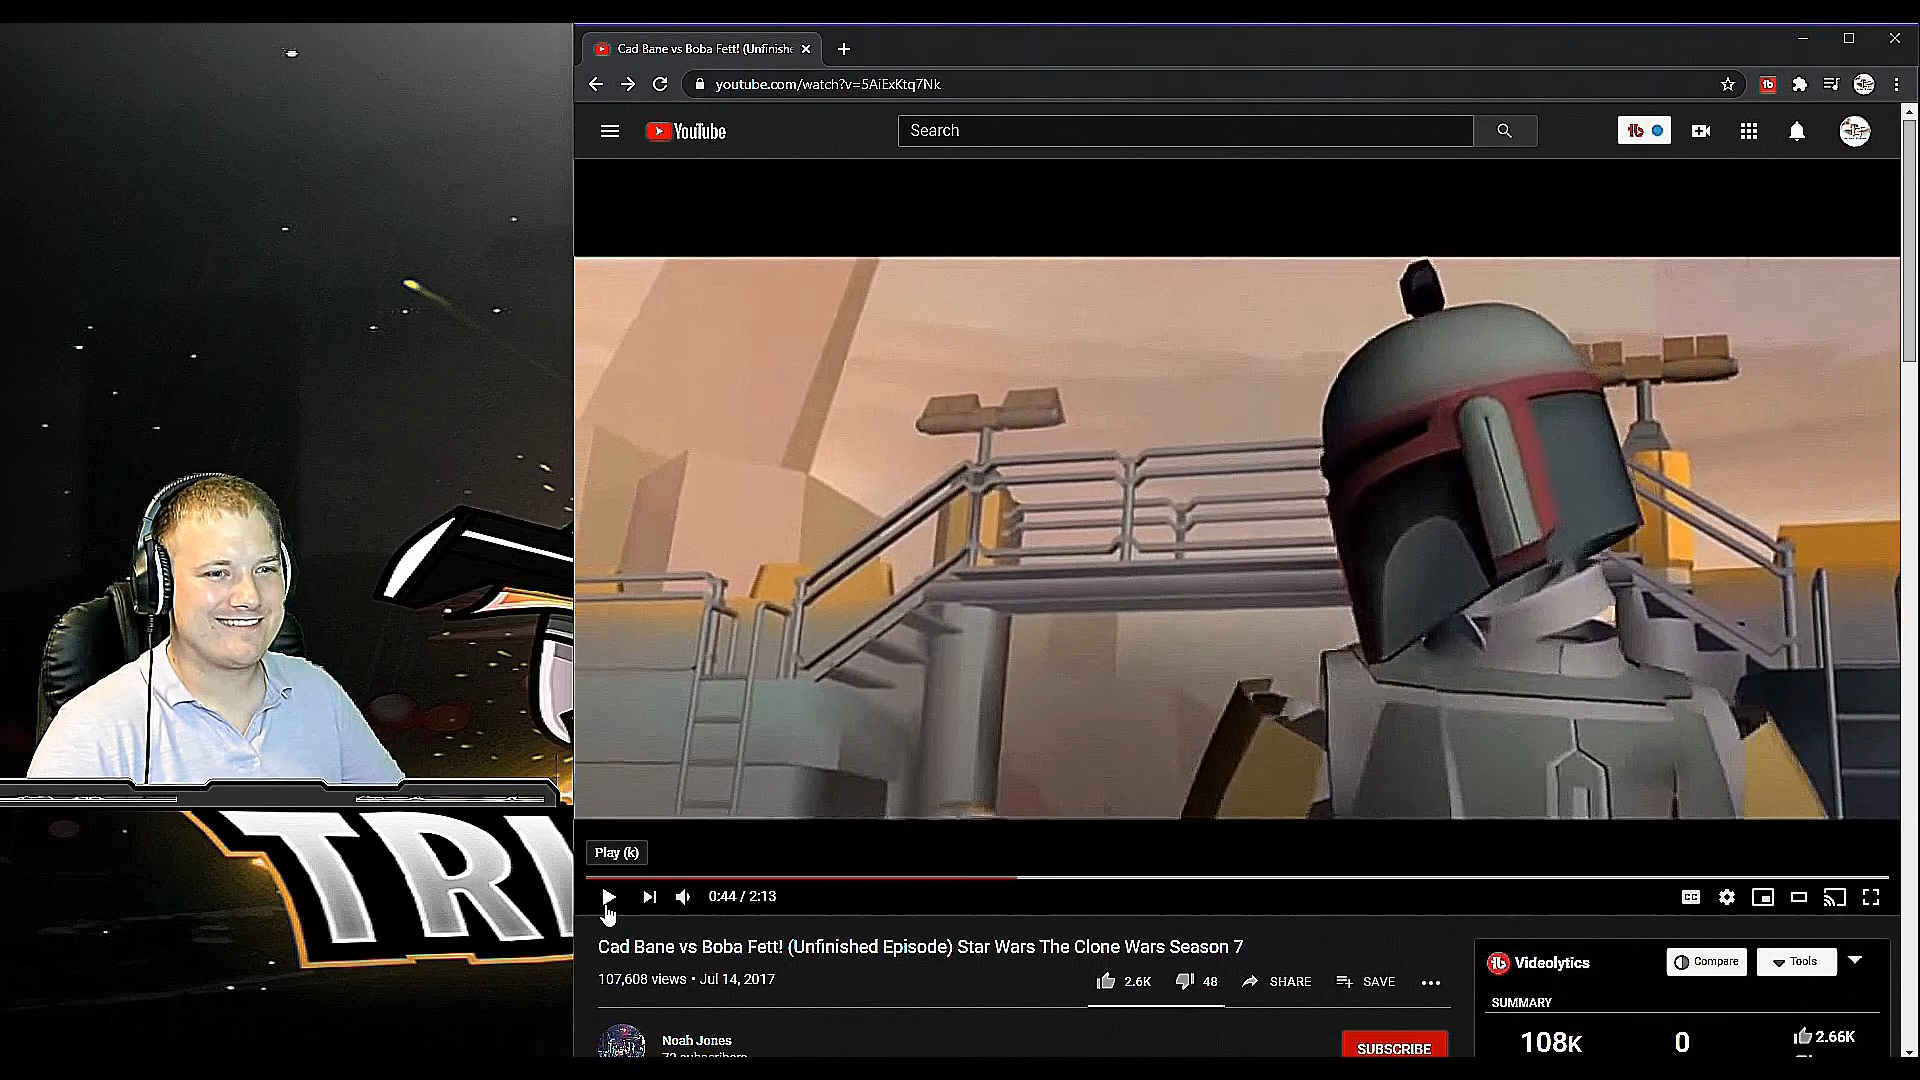 Cad Bane vs Boba Fett! (Unfinishe
youtube.com/watch?v=5AiExKtq7Nk
YouTube
Search
Play (k)
0:44 / 2:13
CC
Cad Bane vs Boba Fett! (Unfinished Episode) Star Wars The Clone Wars Season 7
107,608 views • Jul 14, 2017
2.6K
48
SHARE
SAVE
Noah Jones
SUBSCRIBE
tb Videolytics
Compare
Tools
SUMMARY
108K
0
2.66K
TRI